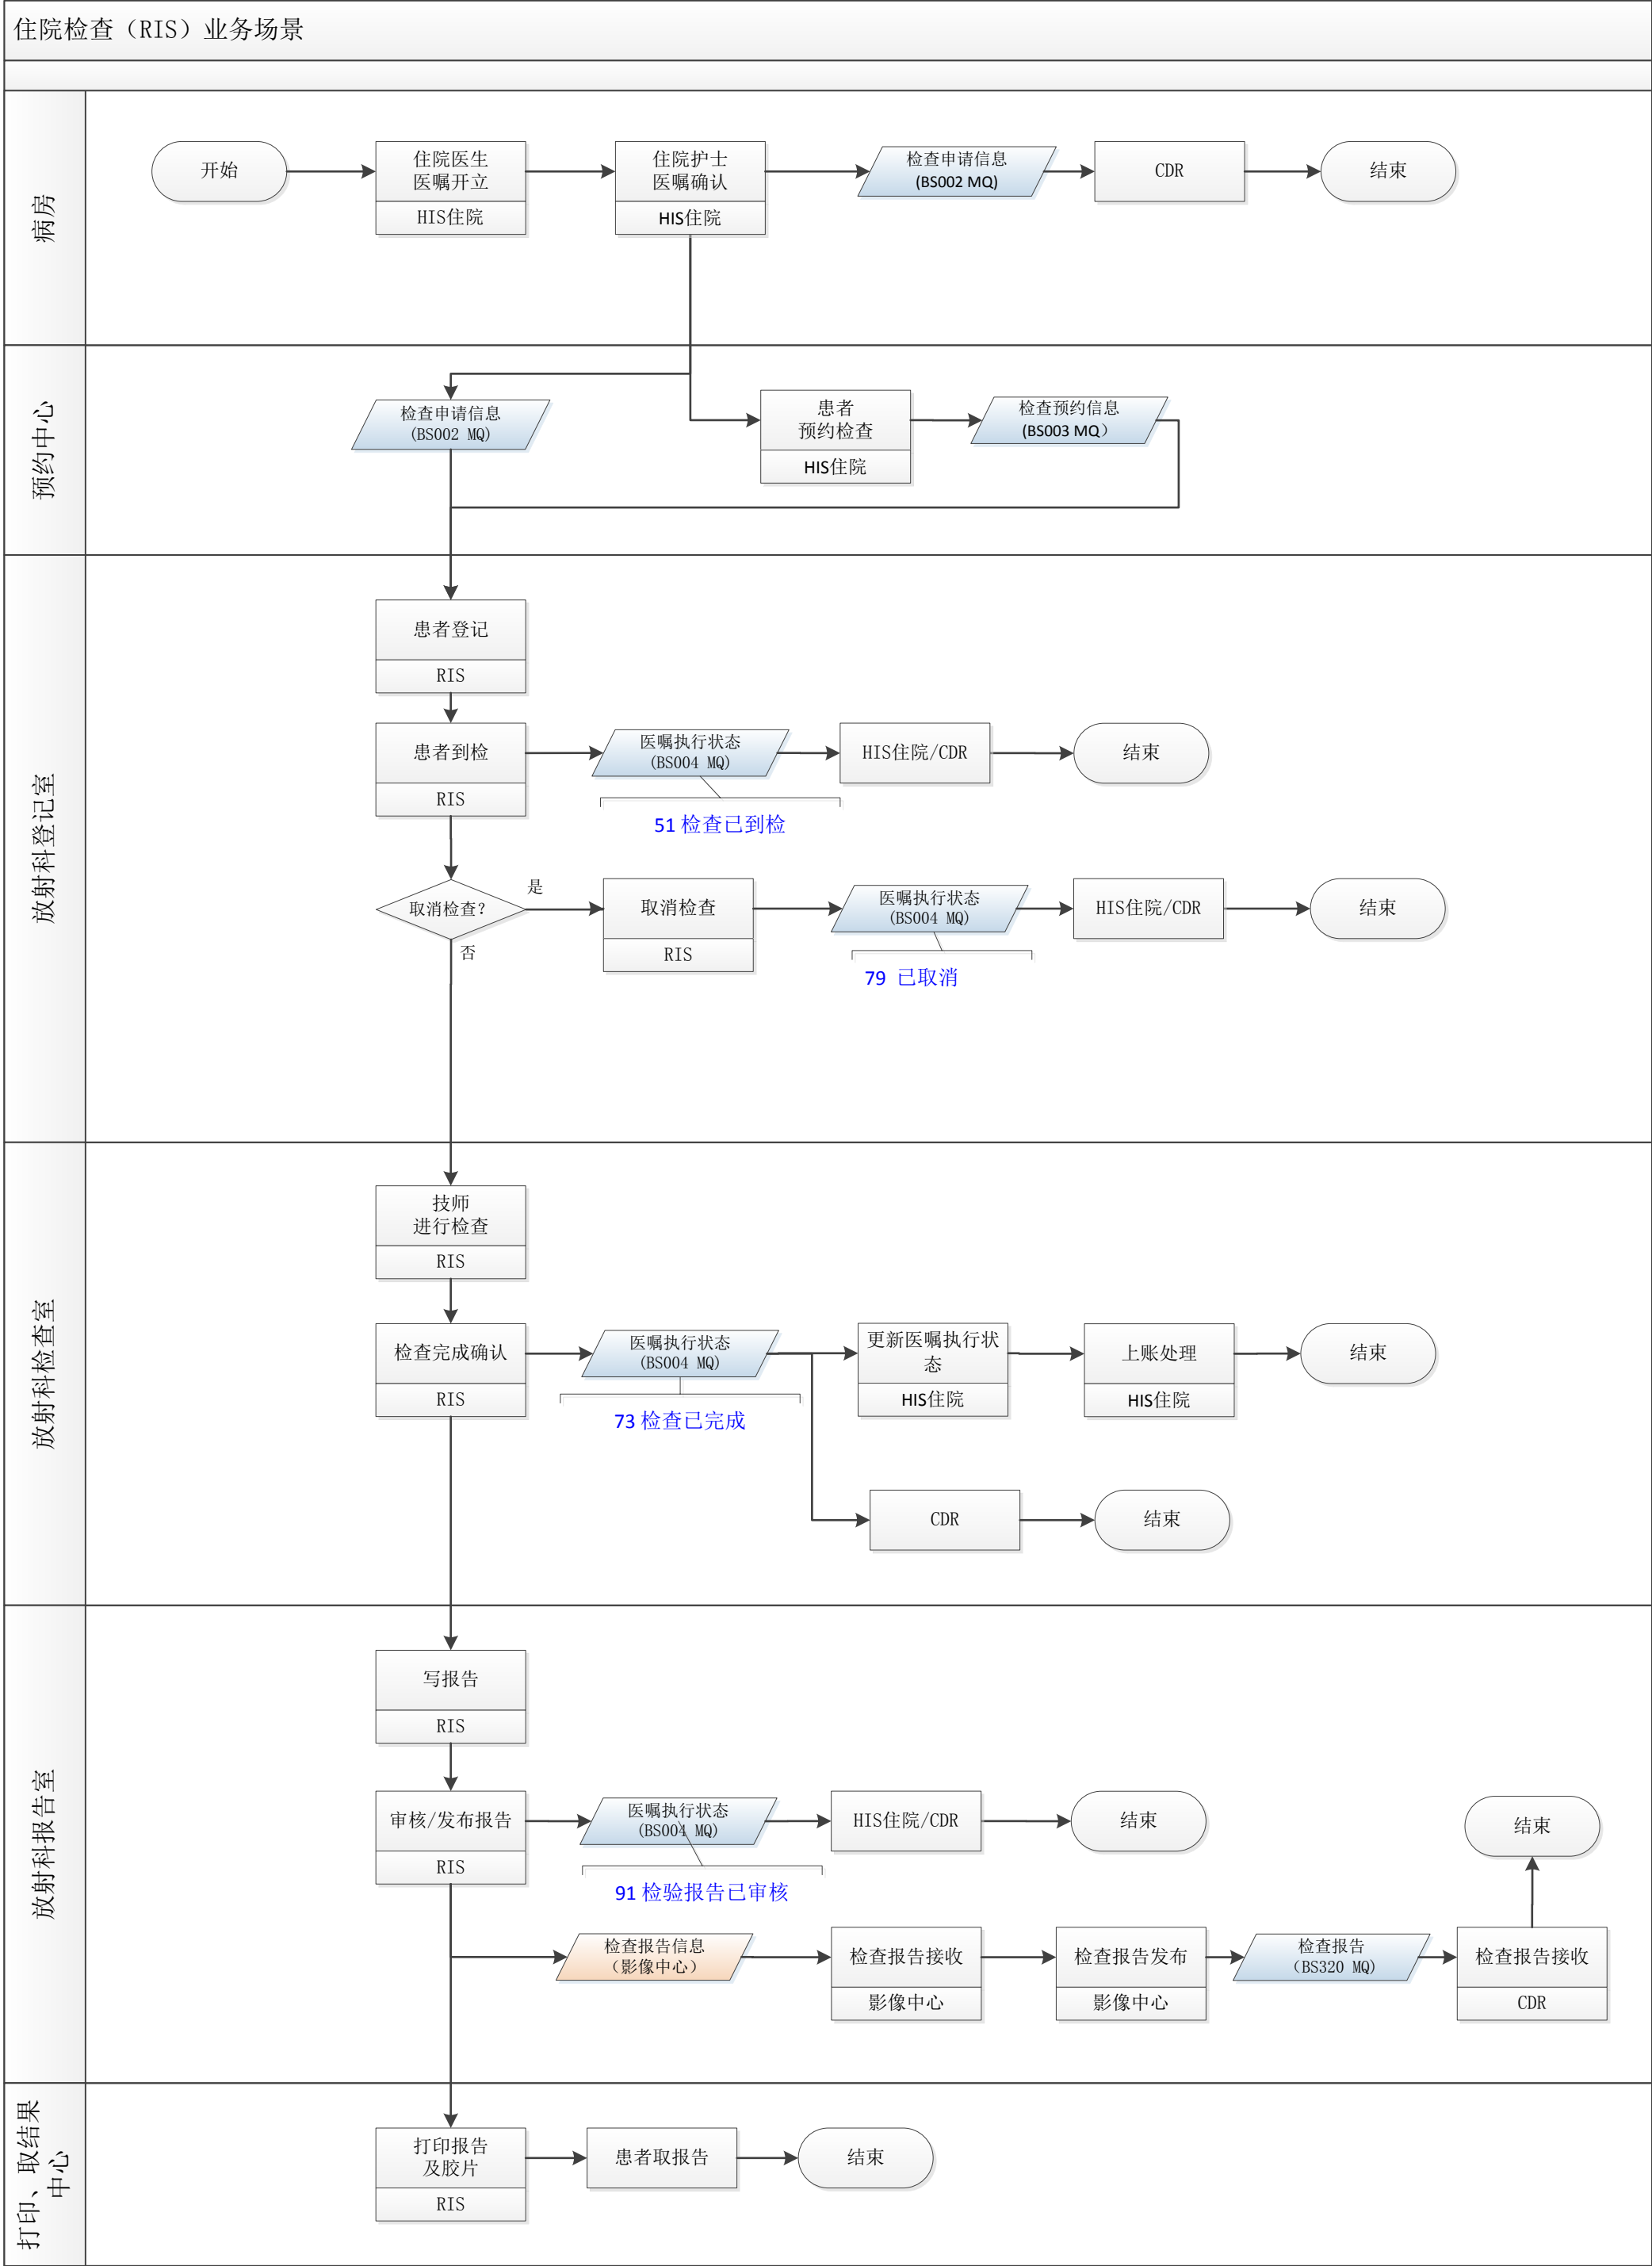 住院检查（RIS）业务场景
病房
开始
住院医生
医嘱开立
HIS住院
住院护士
医嘱确认
HIS住院
检查申请信息
(BS002 MQ)
CDR
结束
预约中心
检查申请信息
(BS002 MQ)
患者
预约检查
HIS住院
检查预约信息
(BS003 MQ）
放射科登记室
患者登记
RIS
患者到检
RIS
医嘱执行状态
(BS004 MQ)
51 检查已到检
HIS住院/CDR
结束
取消检查？
是
否
取消检查
RIS
医嘱执行状态
(BS004 MQ)
79 已取消
HIS住院/CDR
结束
放射科检查室
技师
进行检查
RIS
检查完成确认
RIS
医嘱执行状态
(BS004 MQ)
73 检查已完成
更新医嘱执行状
态
HIS住院
上账处理
HIS住院
结束
CDR
结束
放射科报告室
写报告
RIS
审核/发布报告
RIS
医嘱执行状态
(BS004 MQ)
91 检验报告已审核
HIS住院/CDR
结束
结束
检查报告信息
（影像中心）
检查报告接收
影像中心
检查报告发布
影像中心
检查报告
（BS320 MQ)
检查报告接收
CDR
打印、取结果
中心
打印报告
及胶片
RIS
患者取报告
结束